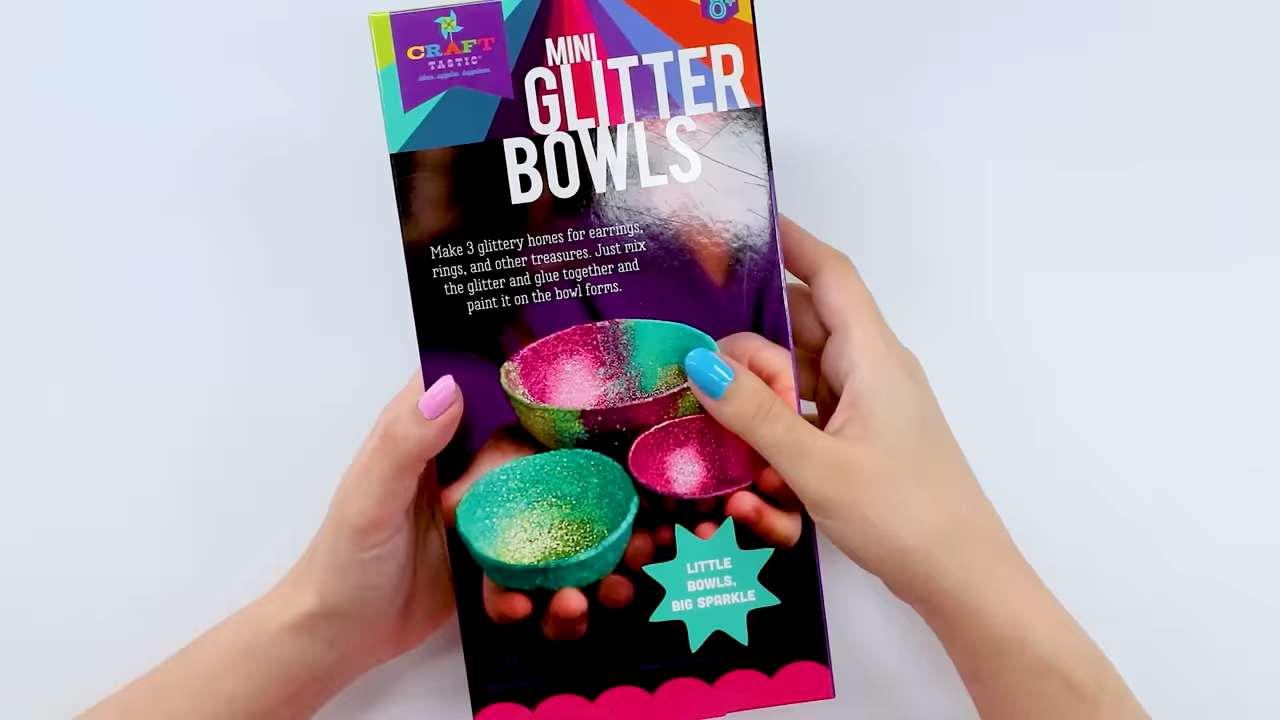 CRAFT
TASTIC
8+
MINI
GLITTER
BOWLS
Make 3 glittery homes for earrings,
rings, and other treasures. Just mix
the glitter and glue together and
paint it on the bowl forms.
LITTLE
BOWLS,
BIG SPARKLE